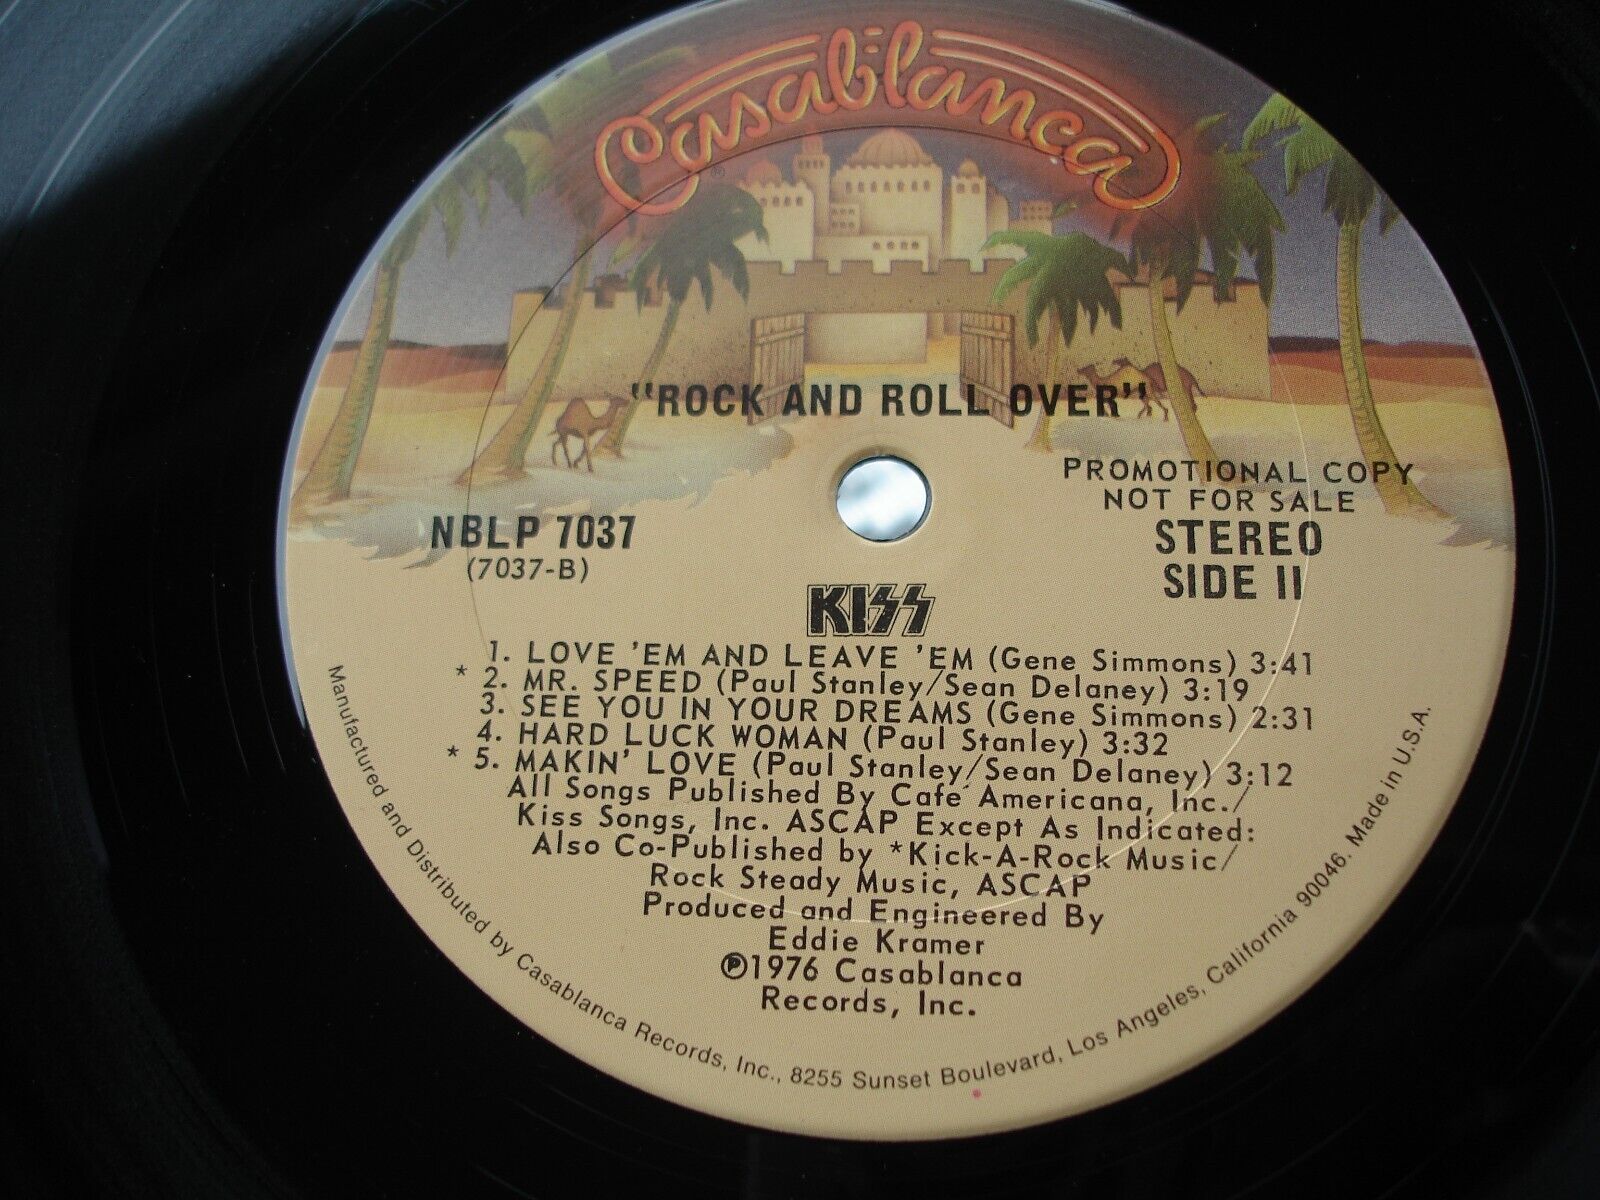 Casablanca
®
"ROCK AND ROLL OVER"
PROMOTIONAL COPY
NOT FOR SALE
NBLP 7037
(7037-B)
STEREO
SIDE II
KISS
1. LOVE 'EM AND LEAVE 'EM (Gene Simmons) 3:41
* 2. MR. SPEED (Paul Stanley/Sean Delaney) 3:19
3. SEE YOU IN YOUR DREAMS (Gene Simmons) 2:31
4. HARD LUCK WOMAN (Paul Stanley) 3:32
* 5. MAKIN' LOVE (Paul Stanley/Sean Delaney) 3:12
All Songs Published By Café Americana, Inc./
Kiss Songs, Inc. ASCAP Except As Indicated:
Also Co-Published by *Kick-A-Rock Music/
Rock Steady Music, ASCAP
Produced and Engineered By
Eddie Kramer
℗1976 Casablanca
Records, Inc.
Manufactured and Distributed by Casablanca Records, Inc., 8255 Sunset Boulevard, Los Angeles, California 90046. Made in U.S.A.